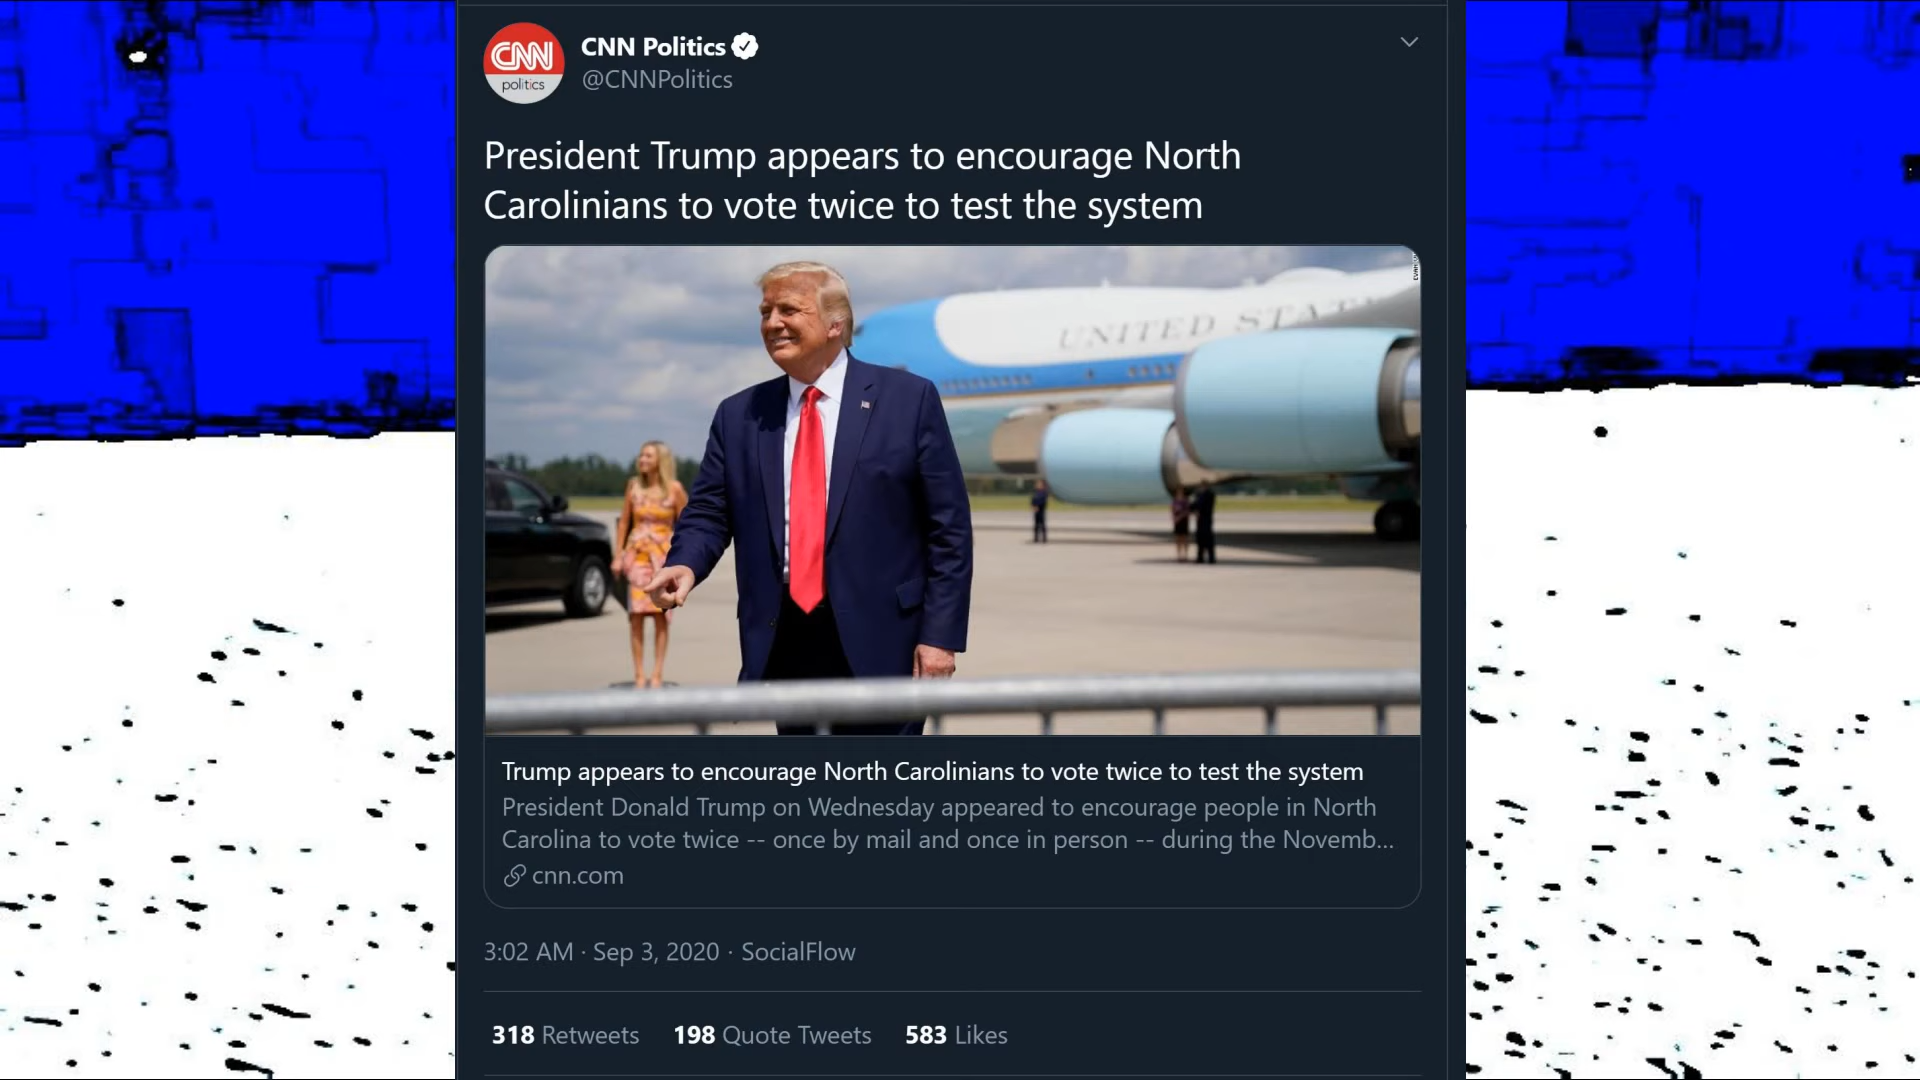 CNN
politics
CNN Politics
@CNNPolitics
President Trump appears to encourage North
Carolinians to vote twice to test the system
UNITED STAT
Trump appears to encourage North Carolinians to vote twice to test the system
President Donald Trump on Wednesday appeared to encourage people in North
Carolina to vote twice -- once by mail and once in person -- during the Novemb...
cnn.com
3:02 AM · Sep 3, 2020 · SocialFlow
318 Retweets 198 Quote Tweets 583 Likes